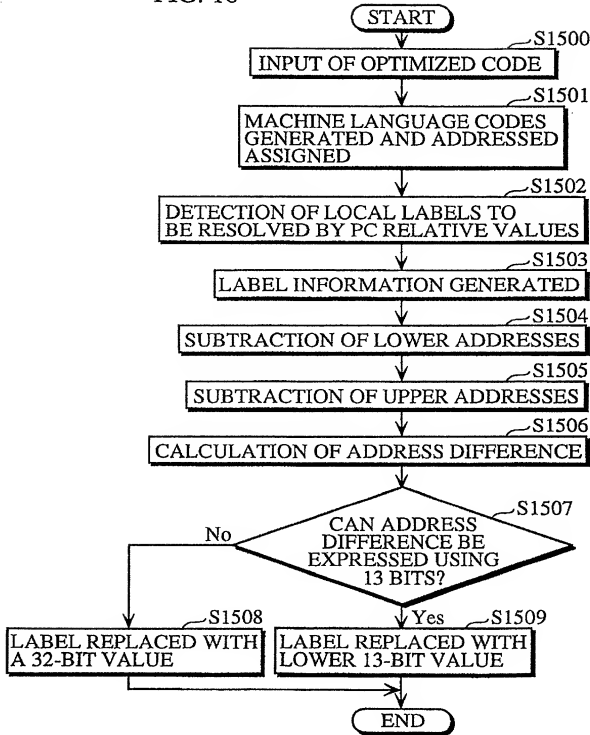 START
S1500
INPUT OF OPTIMIZED CODE
S1501
MACHINE LANGUAGE CODES
GENERATED AND ADDRESSED
ASSIGNED
S1502
DETECTION OF LOCAL LABELS TO
BE RESOLVED BY PC RELATIVE VALUES
S1503
LABEL INFORMATION GENERATED
S1504
SUBTRACTION OF LOWER ADDRESSES
S1505
SUBTRACTION OF UPPER ADDRESSES
S1506
CALCULATION OF ADDRESS DIFFERENCE
S1507
CAN ADDRESS
DIFFERENCE BE
EXPRESSED USING
13 BITS?
No
Yes
S1508
LABEL REPLACED WITH
A 32-BIT VALUE
S1509
LABEL REPLACED WITH
LOWER 13-BIT VALUE
END